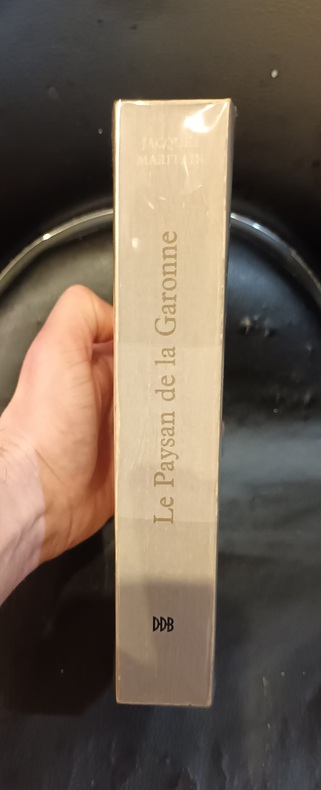 JACQUES
MARITAIN
Le Paysan de la Garonne
DDB